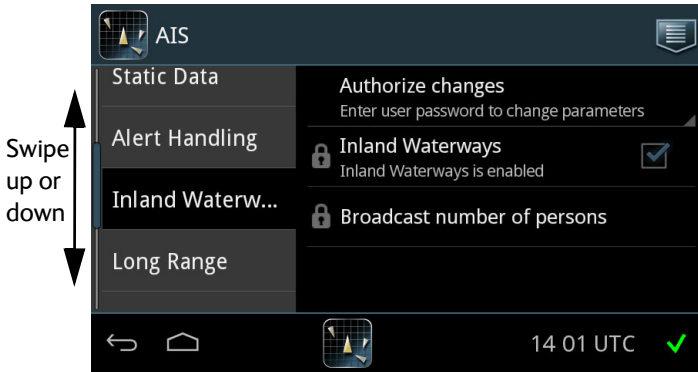 AIS
Swipe
up or
down
Static Data
Alert Handling
Inland Waterw...
Long Range
Authorize changes
Enter user password to change parameters
Inland Waterways
Inland Waterways is enabled
Broadcast number of persons
14 01 UTC